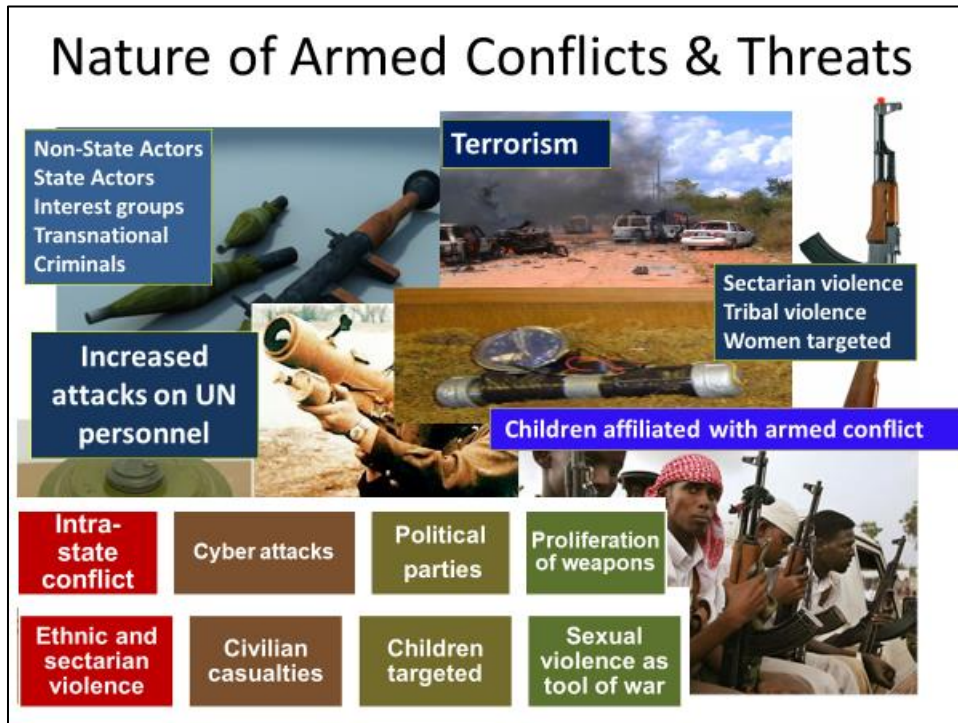 Nature of Armed Conflicts & Threats
Non-State Actors
State Actors
Interest groups
Transnational
Criminals
Terrorism
Sectarian violence
Tribal violence
Women targeted
Increased
attacks on UN
personnel
Children affiliated with armed conflict
Intra-
state
conflict
Cyber attacks
Political
parties
Proliferation
of weapons
Ethnic and
sectarian
violence
Civilian
casualties
Children
targeted
Sexual
violence as
tool of war